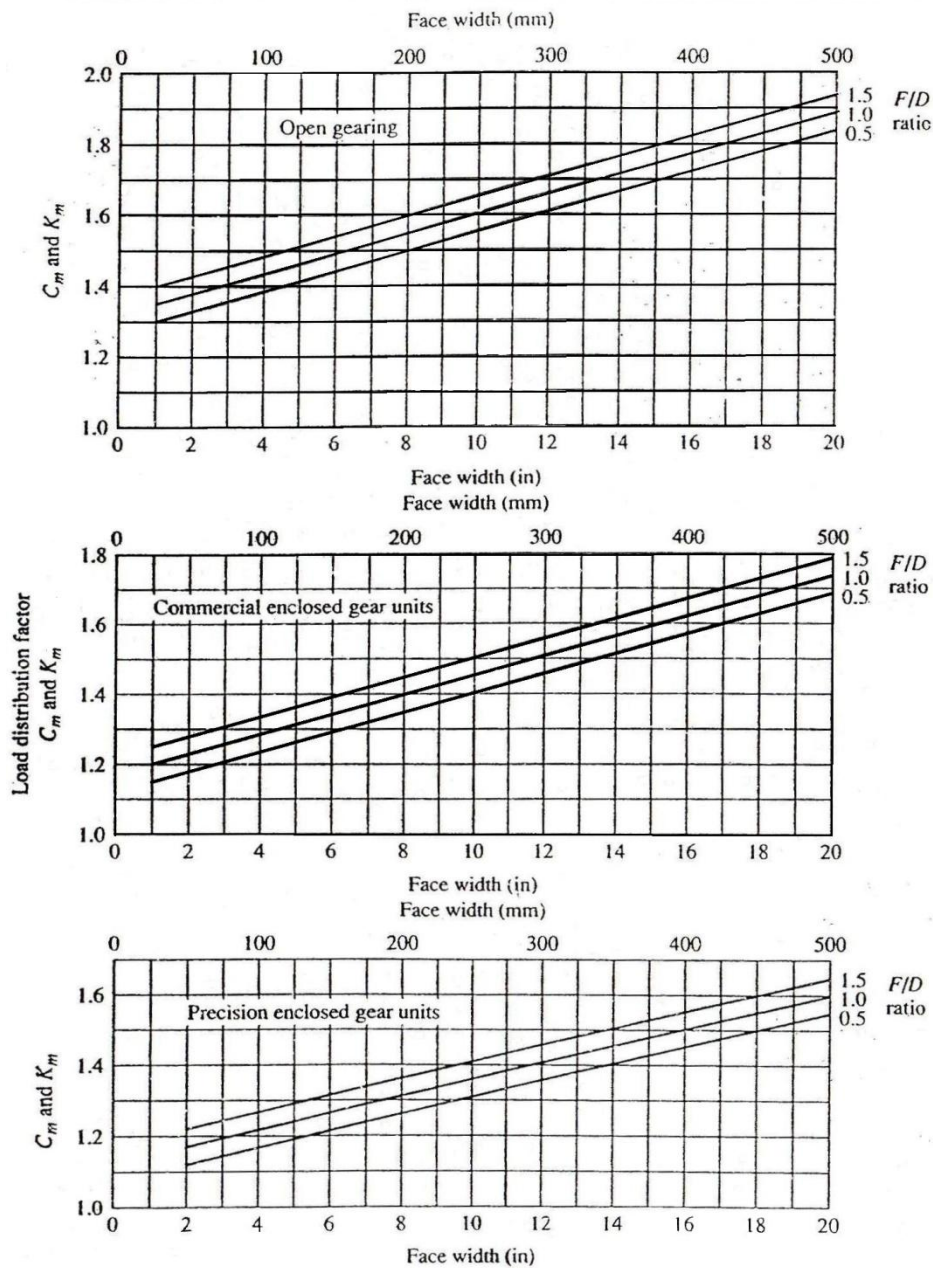 Face width (mm)
0 100 200 300 400 500
2.0
1.8
1.6
1.4
1.2
1.0
C_m and K_m
Open gearing
1.5
1.0
0.5
F/D
ratio
0 2 4 6 8 10 12 14 16 18 20
Face width (in)
Face width (mm)
0 100 200 300 400 500
1.8
1.6
1.4
1.2
1.0
Load distribution factor
C_m and K_m
Commercial enclosed gear units
1.5
1.0
0.5
F/D
ratio
0 2 4 6 8 10 12 14 16 18 20
Face width (in)
Face width (mm)
0 100 200 300 400 500
1.6
1.4
1.2
1.0
C_m and K_m
Precision enclosed gear units
1.5
1.0
0.5
F/D
ratio
0 2 4 6 8 10 12 14 16 18 20
Face width (in)